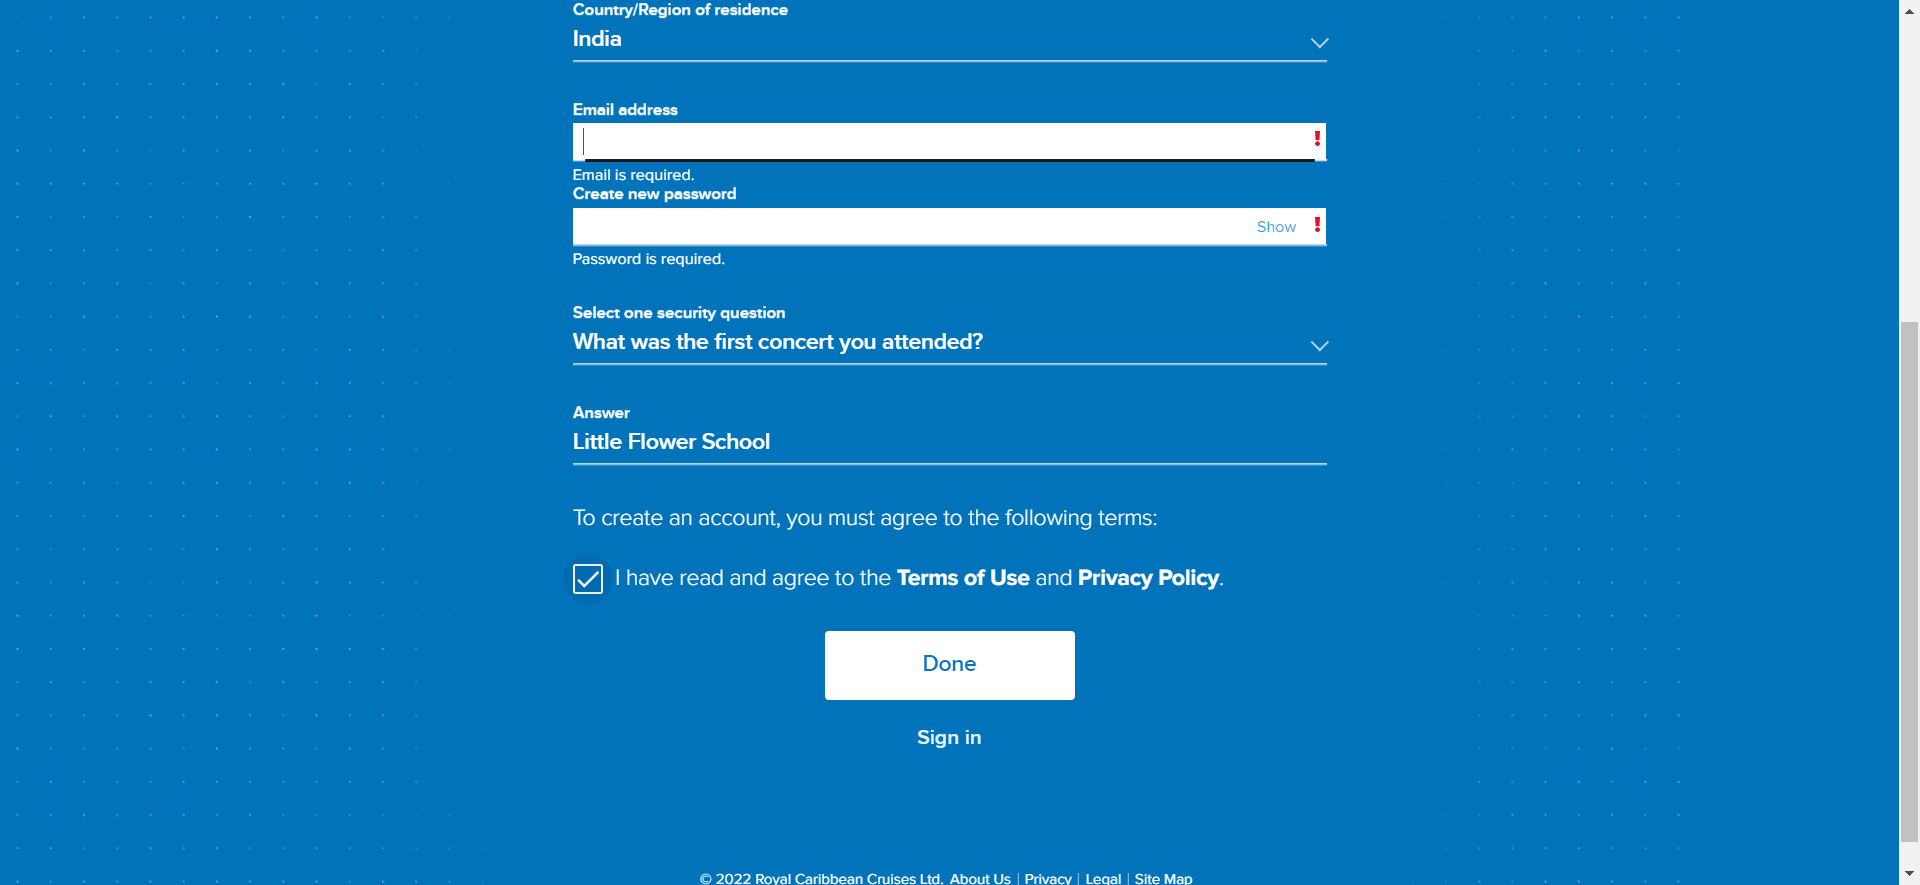 Country/Region of residence
India
Email address
Email is required.
Create new password
Show
Password is required.
Select one security question
What was the first concert you attended?
Answer
Little Flower School
To create an account, you must agree to the following terms:
I have read and agree to the Terms of Use and Privacy Policy.
Done
Sign in
© 2022 Royal Caribbean Cruises Ltd. About Us | Privacy | Legal | Site Map